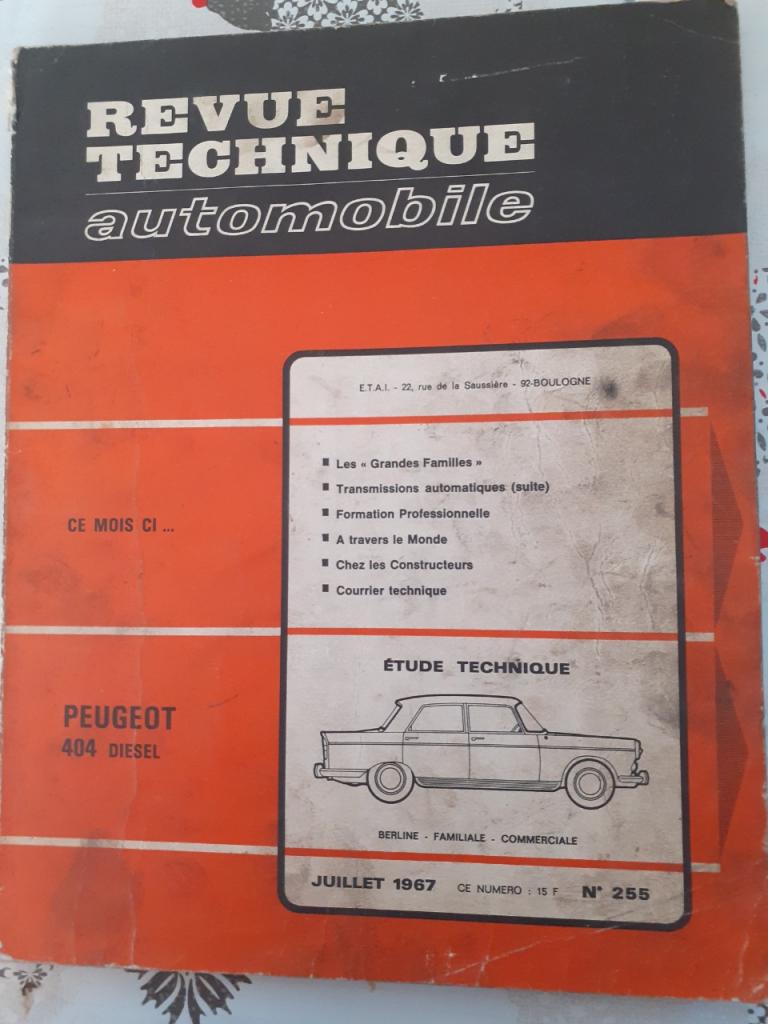 REVUE
TECHNIQUE
automobile
E.T.A.I. - 22, rue de la Saussière - 92-BOULOGNE
CE MOIS CI ...
Les « Grandes Familles »
Transmissions automatiques (suite)
Formation Professionnelle
A travers le Monde
Chez les Constructeurs
Courrier technique
PEUGEOT
404 DIESEL
ÉTUDE TECHNIQUE
BERLINE - FAMILIALE - COMMERCIALE
JUILLET 1967 CE NUMERO : 15 F N° 255